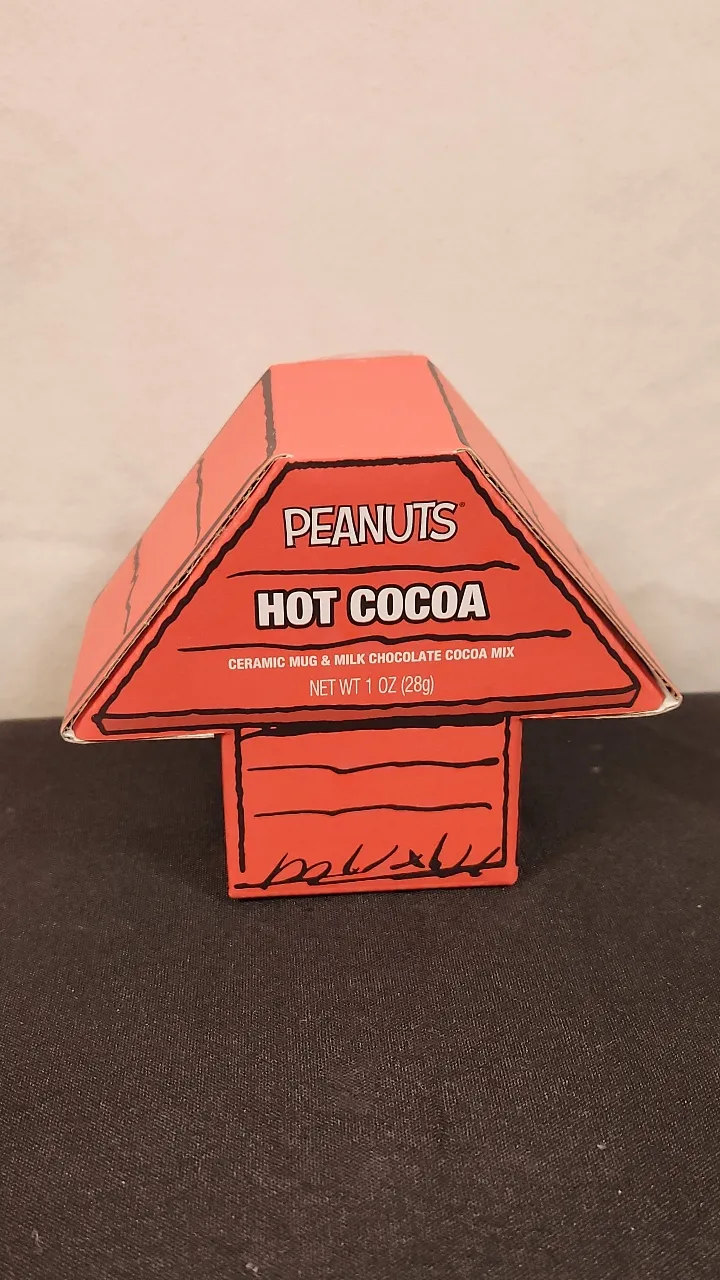 PEANUTS®
HOT COCOA
CERAMIC MUG & MILK CHOCOLATE COCOA MIX
NET WT 1 OZ (28g)